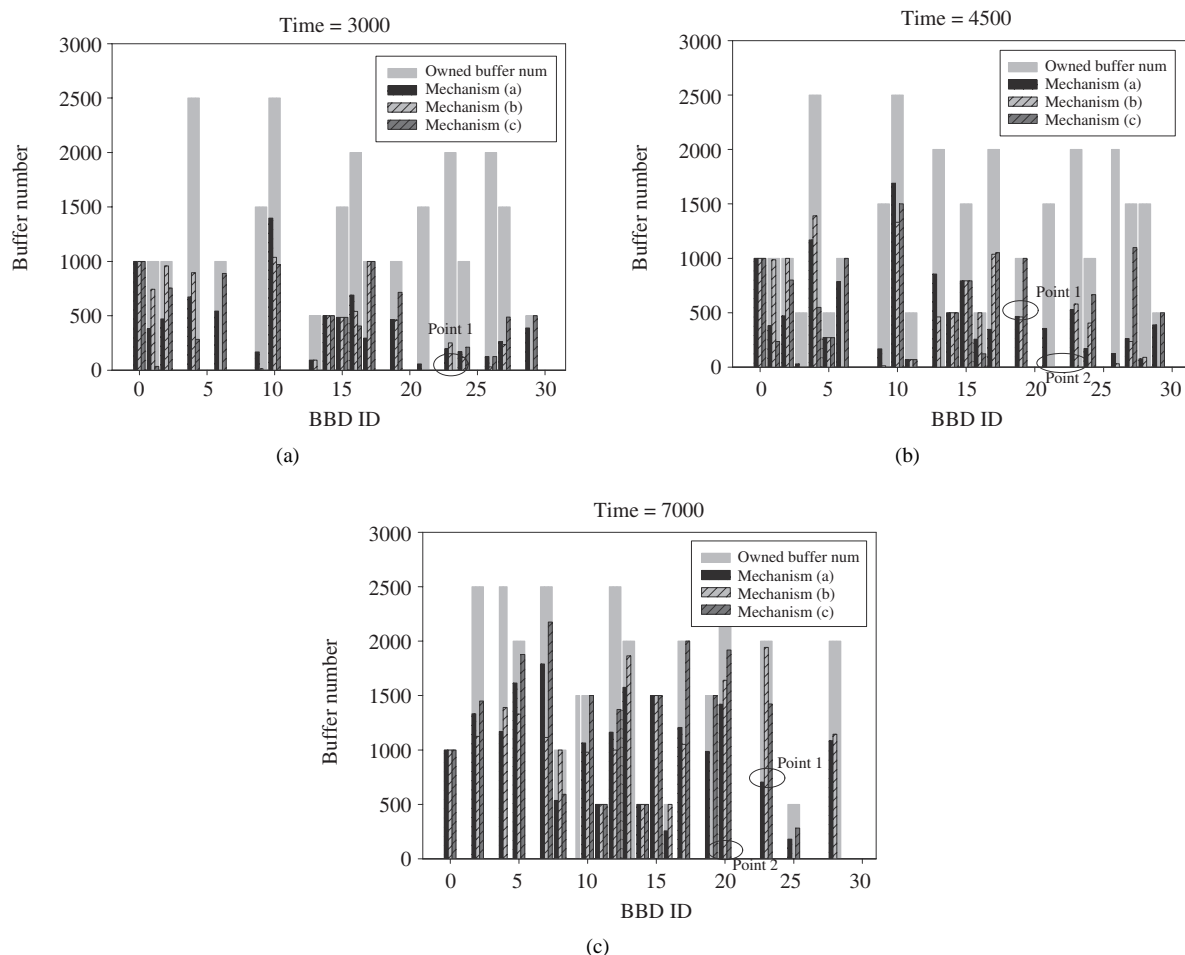 Time = 3000
3000
2500
2000
1500
1000
500
0
Buffer number
Owned buffer num
Mechanism (a)
Mechanism (b)
Mechanism (c)
Point 1
0 5 10 15 20 25 30
BBD ID
(a)
Time = 4500
3000
2500
2000
1500
1000
500
0
Buffer number
Owned buffer num
Mechanism (a)
Mechanism (b)
Mechanism (c)
Point 1
Point 2
0 5 10 15 20 25 30
BBD ID
(b)
Time = 7000
3000
2500
2000
1500
1000
500
0
Buffer number
Owned buffer num
Mechanism (a)
Mechanism (b)
Mechanism (c)
Point 1
Point 2
0 5 10 15 20 25 30
BBD ID
(c)